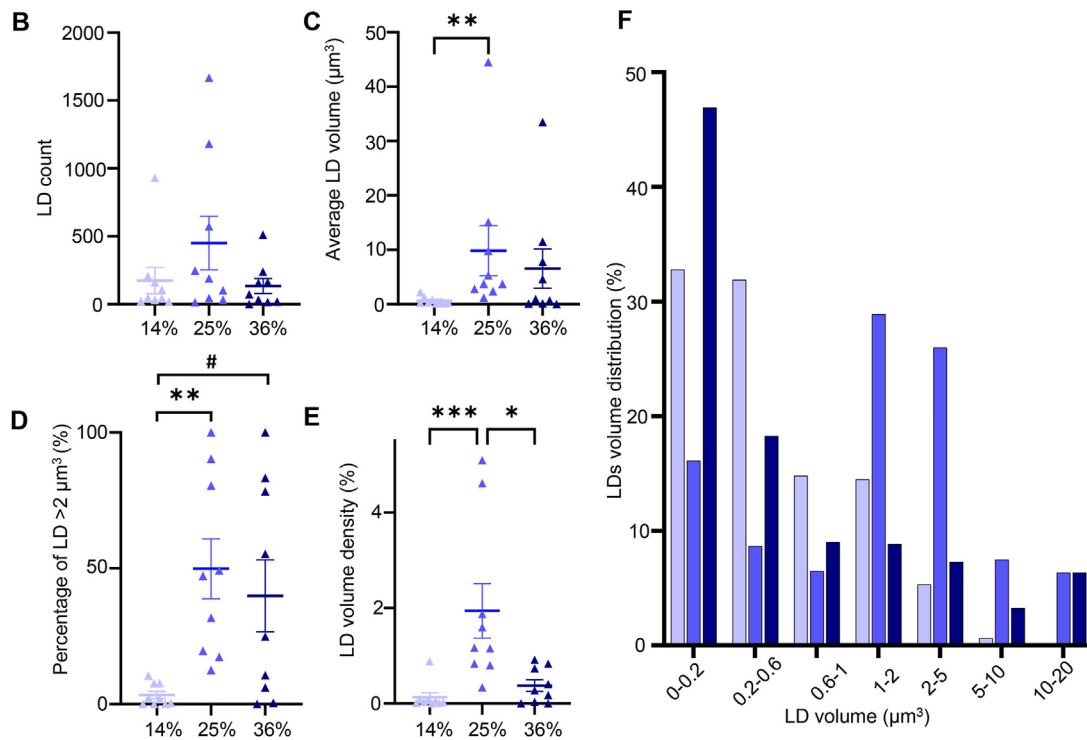 B
LD count
2000
1500
1000
500
0
14% 25% 36%
C
Average LD volume (µm³)
50
40
30
20
10
0
**
14% 25% 36%
D
Percentage of LD >2 µm³ (%)
100
50
0
#
**
14% 25% 36%
E
LD volume density (%)
4
2
0
*** *
14% 25% 36%
F
LDs volume distribution (%)
50
40
30
20
10
0
0-0.2 0.2-0.6 0.6-1 1-2 2-5 5-10 10-20
LD volume (µm³)